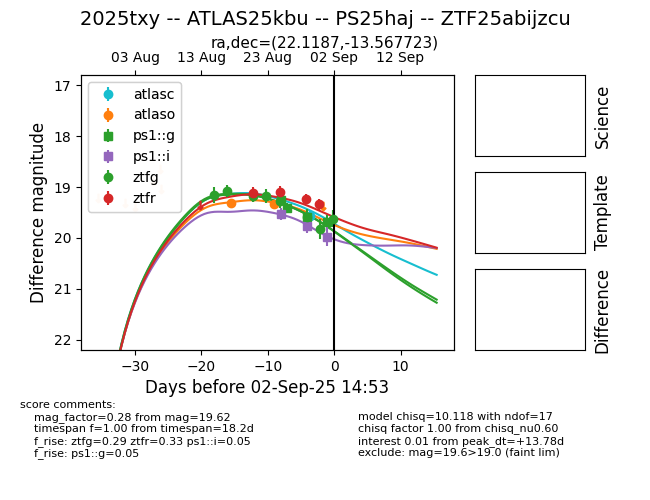 2025txy -- ATLAS25kbu -- PS25haj -- ZTF25abijzcu
ra,dec=(22.1187,-13.567723)
03 Aug 13 Aug 23 Aug 02 Sep 12 Sep
atlasc
atlaso
ps1::g
ps1::i
ztfg
ztfr
17
18
19
20
21
22
Difference magnitude
−30 −20 −10 0 10
Days before 02-Sep-25 14:53
Science
Template
Difference
score comments:
mag_factor=0.28 from mag=19.62
timespan f=1.00 from timespan=18.2d
f_rise: ztfg=0.29 ztfr=0.33 ps1::i=0.05
f_rise: ps1::g=0.05
model chisq=10.118 with ndof=17
chisq factor 1.00 from chisq_nu0.60
interest 0.01 from peak_dt=+13.78d
exclude: mag=19.6>19.0 (faint lim)